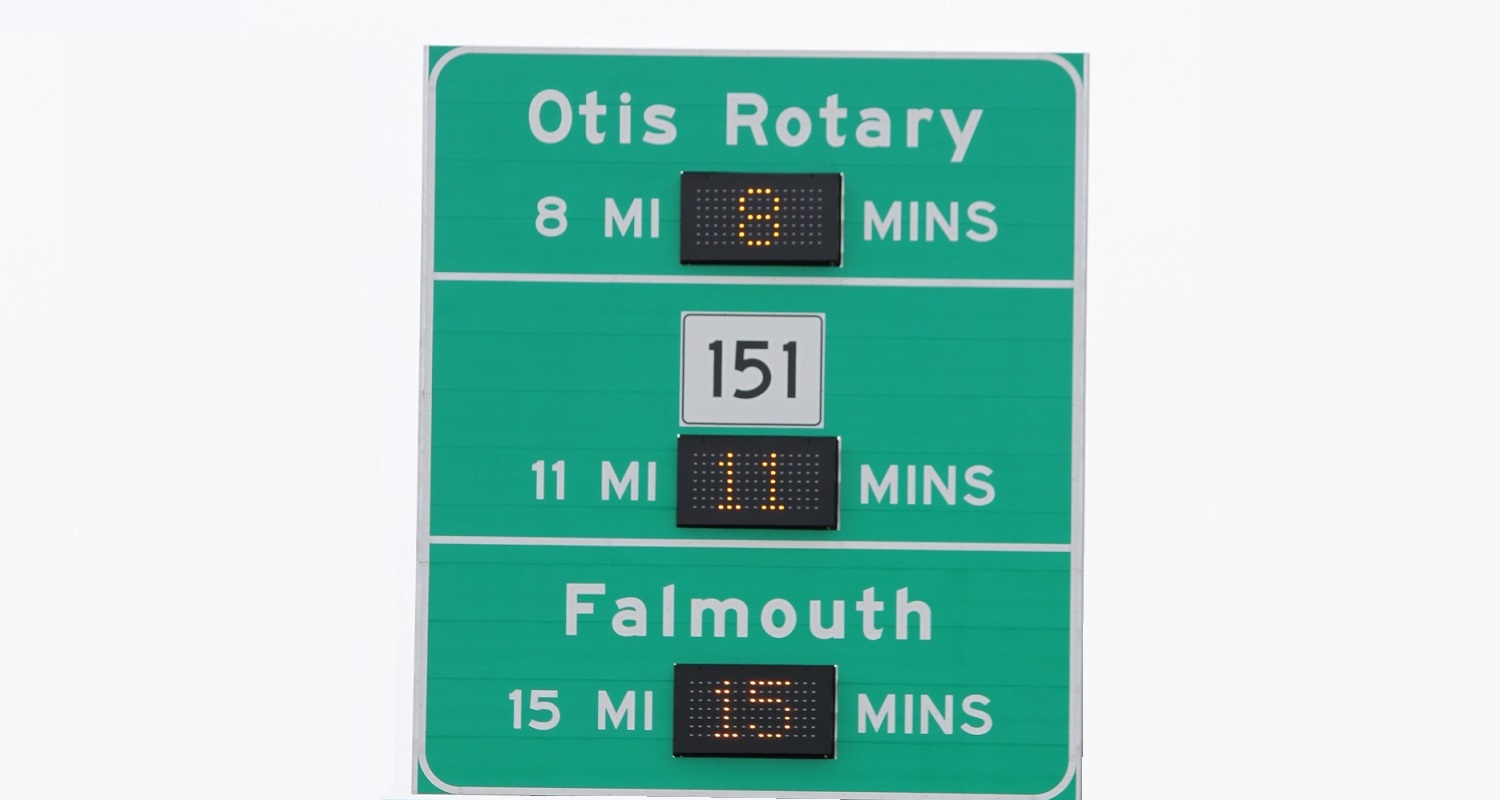 Otis Rotary
8 MI 8 MINS
151
11 MI 11 MINS
Falmouth
15 MI 15 MINS